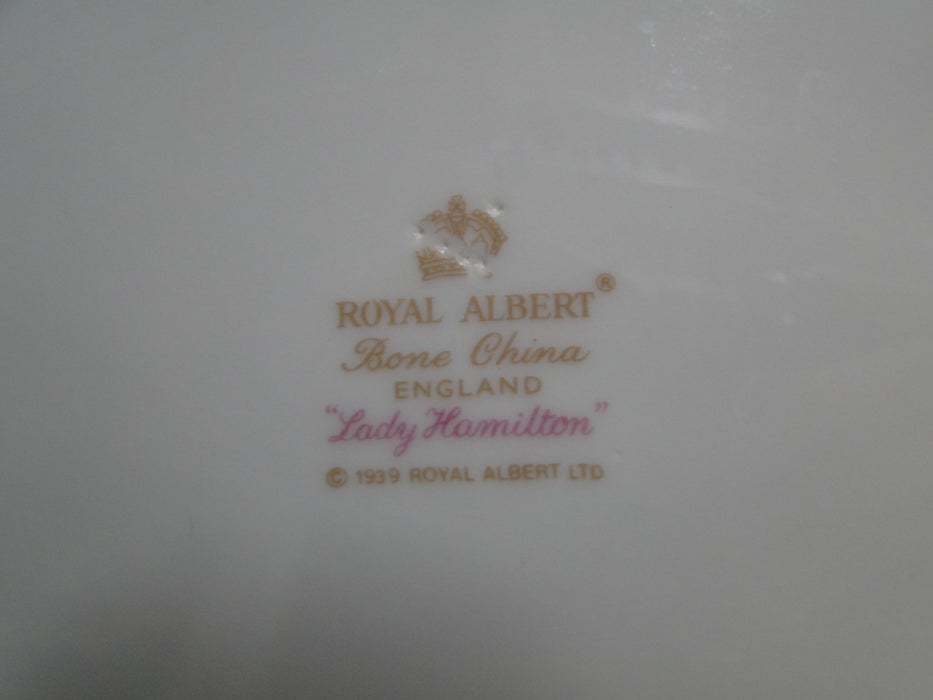 ROYAL ALBERT®
Bone China
ENGLAND
"Lady Hamilton"
© 1939 ROYAL ALBERT LTD